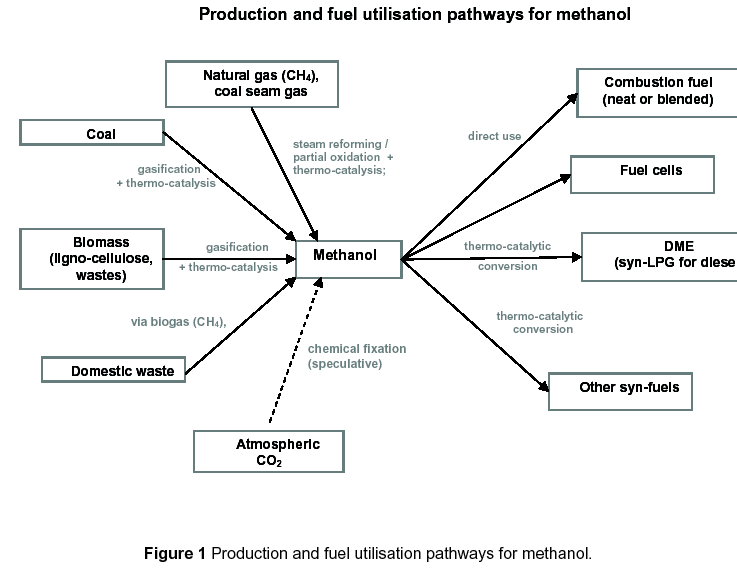 Production and fuel utilisation pathways for methanol
Natural gas (CH₄),
coal seam gas
Combustion fuel
(neat or blended)
Coal
direct use
steam reforming /
partial oxidation +
thermo-catalysis;
gasification
+ thermo-catalysis
Fuel cells
Biomass
(ligno-cellulose,
wastes)
gasification
+ thermo-catalysis
Methanol
thermo-catalytic
conversion
DME
(syn-LPG for diese
via biogas (CH₄),
thermo-catalytic
conversion
chemical fixation
(speculative)
Domestic waste
Other syn-fuels
Atmospheric
CO₂
Figure 1 Production and fuel utilisation pathways for methanol.